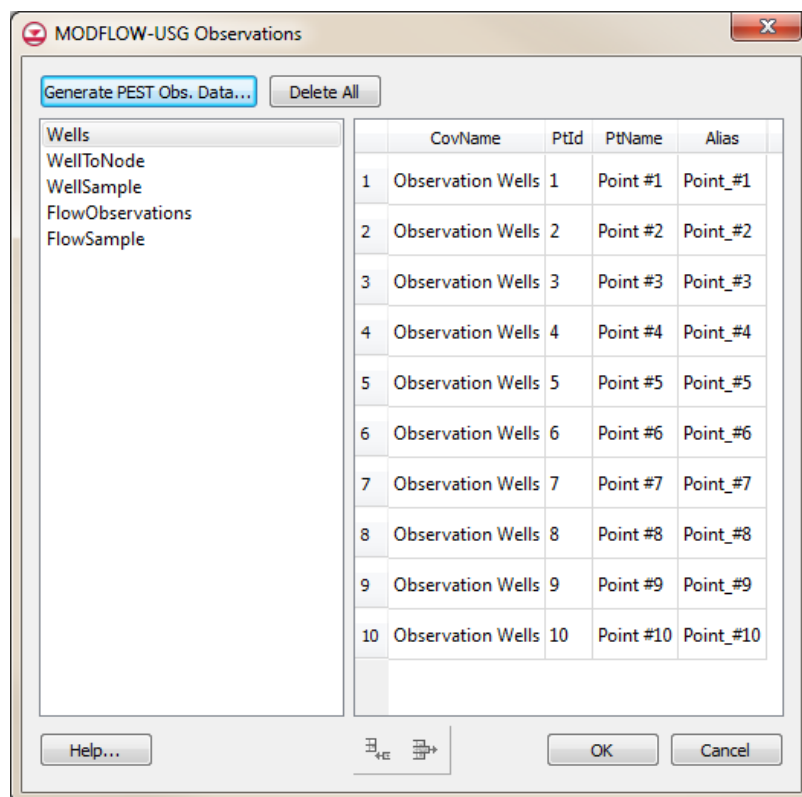 MODFLOW-USG Observations
Generate PEST Obs. Data... Delete All
Wells
WellToNode
WellSample
FlowObservations
FlowSample
CovName PtId PtName Alias
1 Observation Wells 1 Point #1 Point_#1
2 Observation Wells 2 Point #2 Point_#2
3 Observation Wells 3 Point #3 Point_#3
4 Observation Wells 4 Point #4 Point_#4
5 Observation Wells 5 Point #5 Point_#5
6 Observation Wells 6 Point #6 Point_#6
7 Observation Wells 7 Point #7 Point_#7
8 Observation Wells 8 Point #8 Point_#8
9 Observation Wells 9 Point #9 Point_#9
10 Observation Wells 10 Point #10 Point_#10
Help... OK Cancel